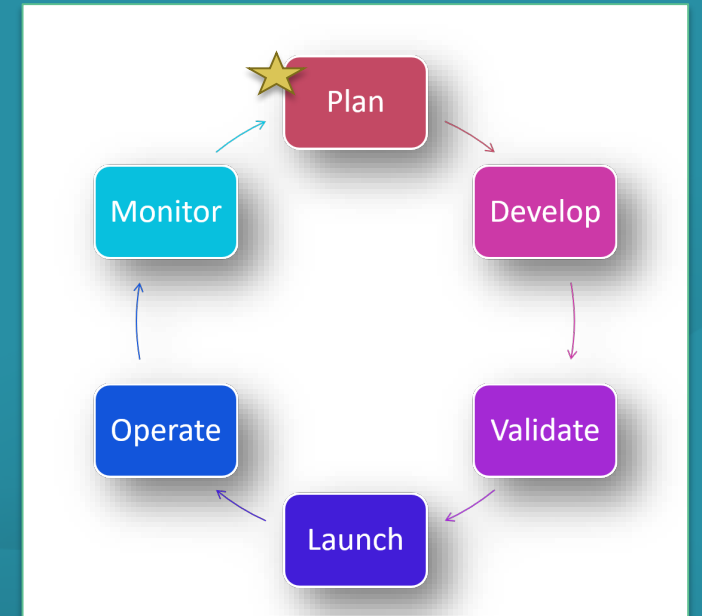 Plan
Develop
Validate
Launch
Operate
Monitor